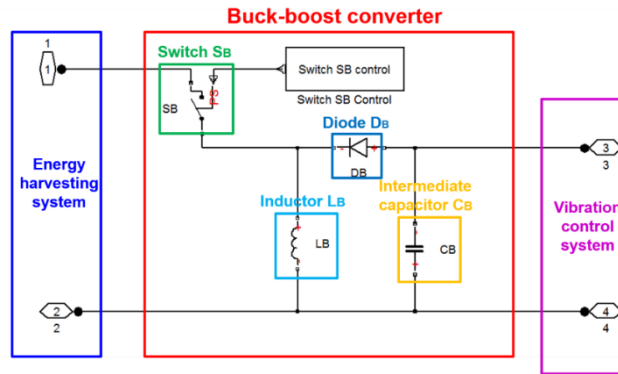 Buck-boost converter
1
1
Switch SB
SB
PS
Switch SB control
Switch SB Control
Diode DB
-
+
DB
3
3
Energy
harvesting
system
Inductor LB
+
LB
-
Intermediate
capacitor CB
-
CB
+
Vibration
control
system
2
2
4
4